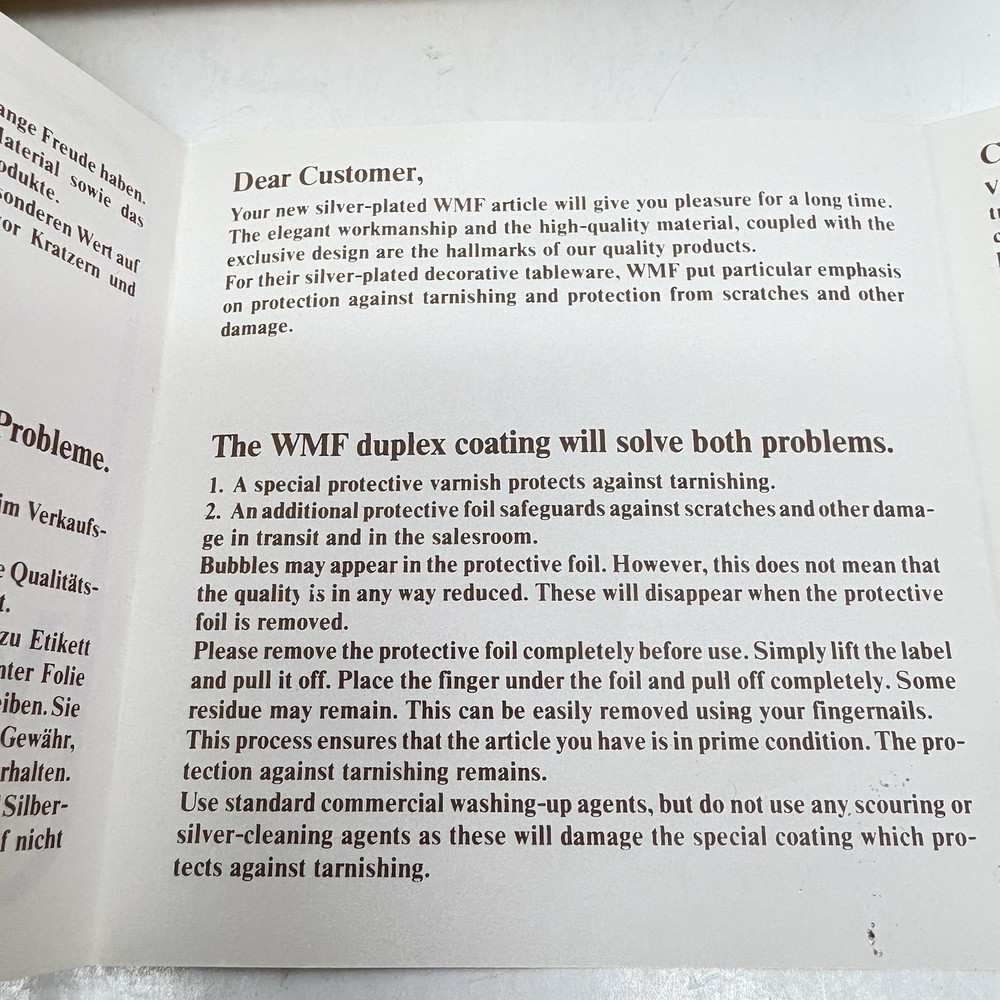 ange Freude haben.
Material sowie das
odukte.
sonderen Wert auf
vor Kratzern und
Probleme.
im Verkaufs-
e Qualitäts-
t.
zu Etikett
nter Folie
eiben. Sie
Gewähr,
rhalten.
Silber-
f nicht
Dear Customer,
Your new silver-plated WMF article will give you pleasure for a long time.
The elegant workmanship and the high-quality material, coupled with the
exclusive design are the hallmarks of our quality products.
For their silver-plated decorative tableware, WMF put particular emphasis
on protection against tarnishing and protection from scratches and other
damage.
The WMF duplex coating will solve both problems.
1. A special protective varnish protects against tarnishing.
2. An additional protective foil safeguards against scratches and other dama-
ge in transit and in the salesroom.
Bubbles may appear in the protective foil. However, this does not mean that
the quality is in any way reduced. These will disappear when the protective
foil is removed.
Please remove the protective foil completely before use. Simply lift the label
and pull it off. Place the finger under the foil and pull off completely. Some
residue may remain. This can be easily removed using your fingernails.
This process ensures that the article you have is in prime condition. The pro-
tection against tarnishing remains.
Use standard commercial washing-up agents, but do not use any scouring or
silver-cleaning agents as these will damage the special coating which pro-
tects against tarnishing.